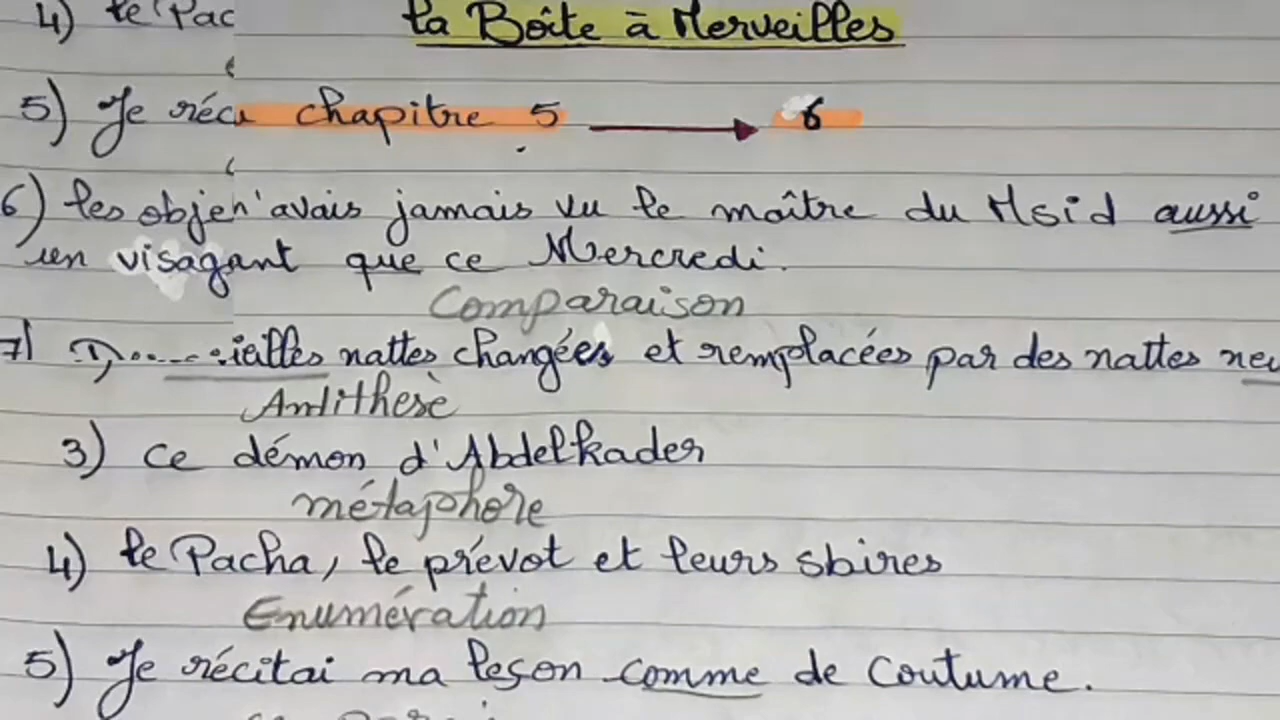 4) le Pac
La Boîte à Merveilles
5) Je réci chapitre 5 → 6
6) les obje n'avais jamais vu le maître du Msid aussi
en visagant que ce Mercredi.
Comparaison
7) D......ieilles nattes changées et remplacées par des nattes neu
Antithèse
3) ce démon d'Abdelkader
métaphore
4) le Pacha, le prévot et leurs sbires
Enumération
5) Je récitai ma leçon comme de coutume.